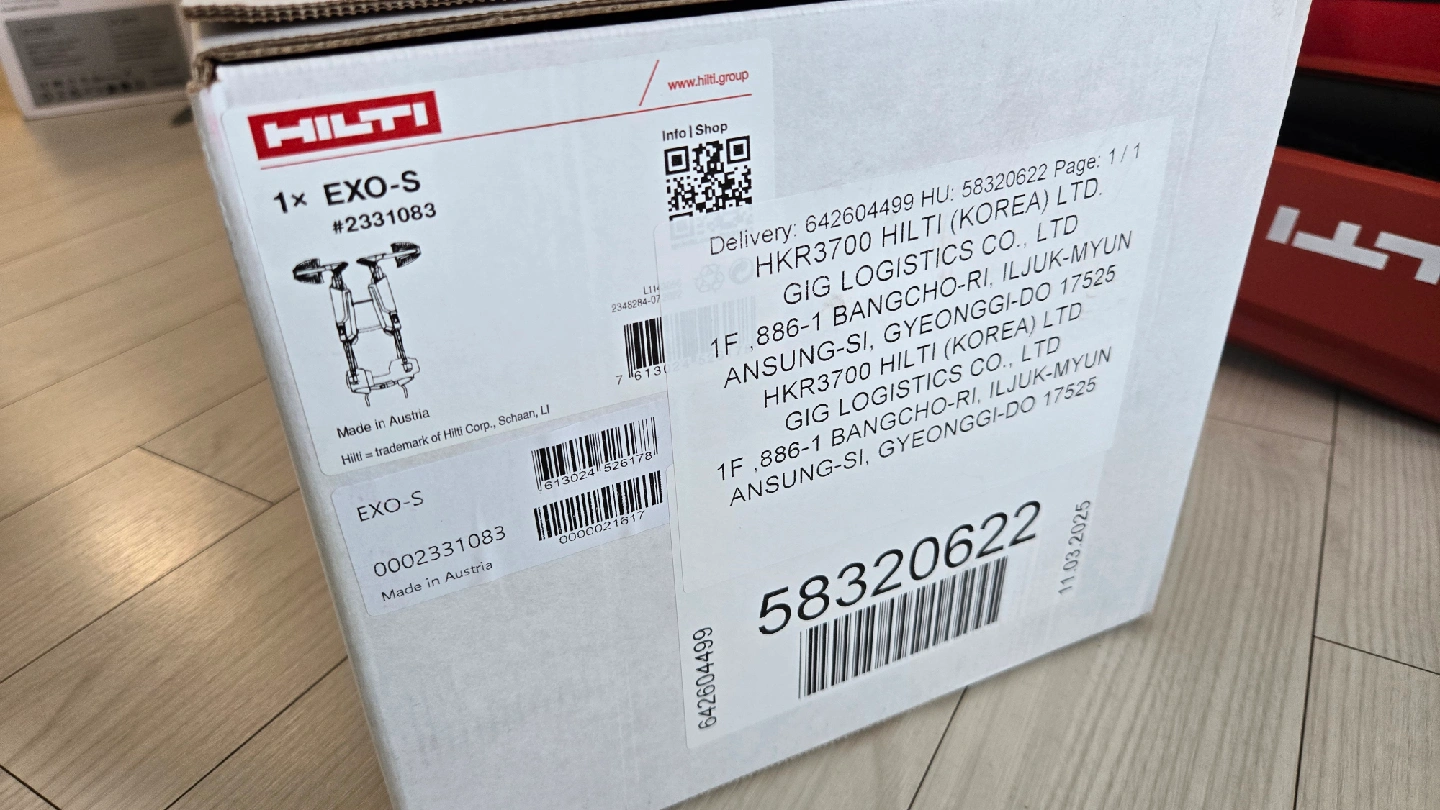 HILTI
www.hilti.group
1× EXO-S
#2331083
Info | Shop
Made in Austria
Hilti = trademark of Hilti Corp., Schaan, LI
EXO-S
0002331083
Made in Austria
0000021617
Delivery: 642604499 HU: 58320622 Page: 1 / 1
HKR3700 HILTI (KOREA) LTD.
GIG LOGISTICS CO., LTD
1F ,886-1 BANGCHO-RI, ILJUK-MYUN
ANSUNG-SI, GYEONGGI-DO 17525
HKR3700 HILTI (KOREA) LTD
GIG LOGISTICS CO., LTD
1F ,886-1 BANGCHO-RI, ILJUK-MYUN
ANSUNG-SI, GYEONGGI-DO 17525
58320622
642604499
11.03.2025